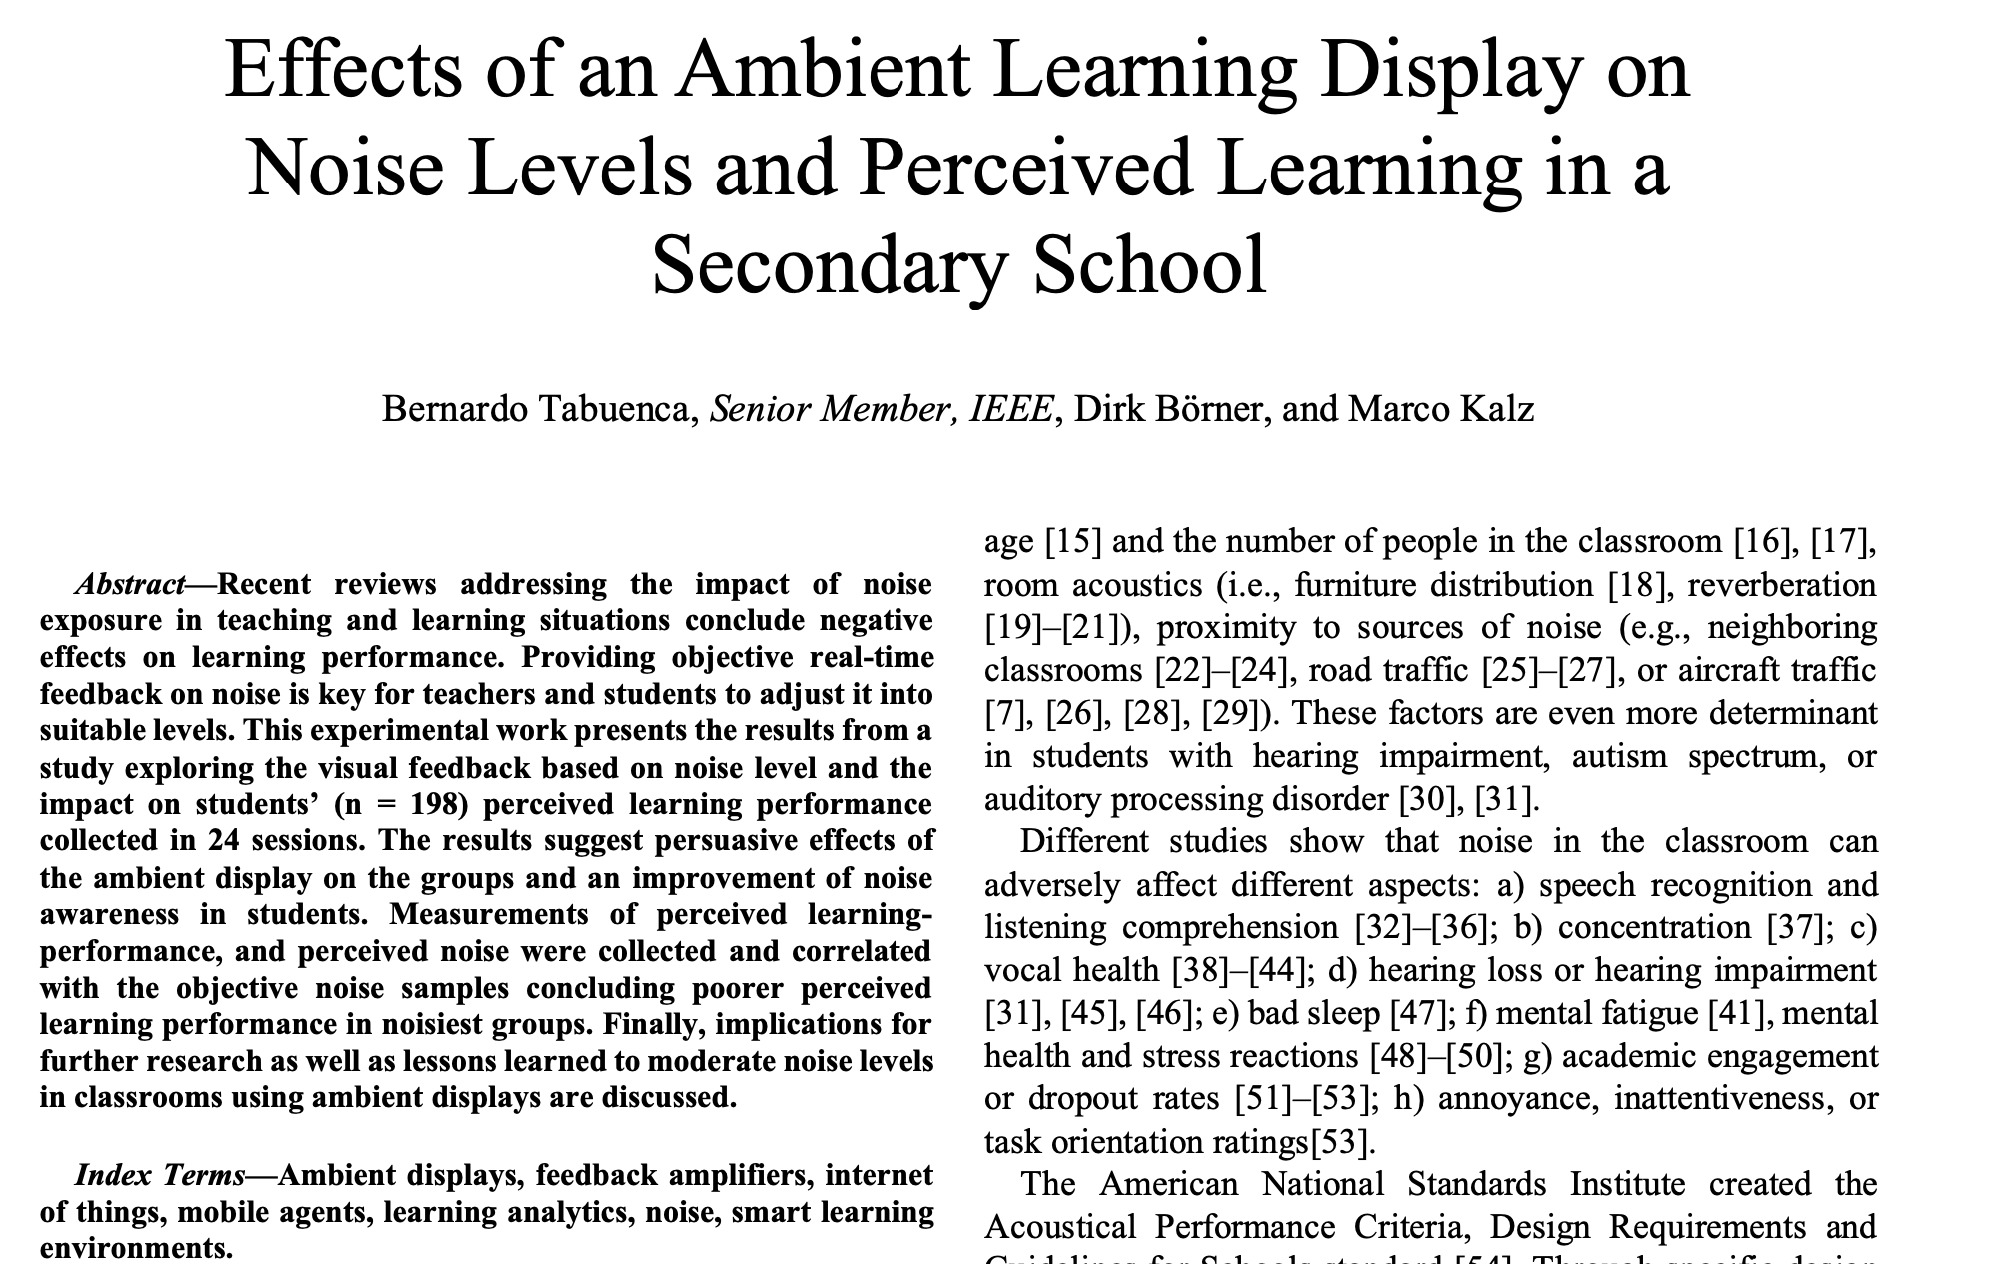 Effects of an Ambient Learning Display on
Noise Levels and Perceived Learning in a
Secondary School
Bernardo Tabuenca, Senior Member, IEEE, Dirk Börner, and Marco Kalz
Abstract—Recent reviews addressing the impact of noise
exposure in teaching and learning situations conclude negative
effects on learning performance. Providing objective real-time
feedback on noise is key for teachers and students to adjust it into
suitable levels. This experimental work presents the results from a
study exploring the visual feedback based on noise level and the
impact on students’ (n = 198) perceived learning performance
collected in 24 sessions. The results suggest persuasive effects of
the ambient display on the groups and an improvement of noise
awareness in students. Measurements of perceived learning-
performance, and perceived noise were collected and correlated
with the objective noise samples concluding poorer perceived
learning performance in noisiest groups. Finally, implications for
further research as well as lessons learned to moderate noise levels
in classrooms using ambient displays are discussed.
Index Terms—Ambient displays, feedback amplifiers, internet
of things, mobile agents, learning analytics, noise, smart learning
environments.
age [15] and the number of people in the classroom [16], [17],
room acoustics (i.e., furniture distribution [18], reverberation
[19]–[21]), proximity to sources of noise (e.g., neighboring
classrooms [22]–[24], road traffic [25]–[27], or aircraft traffic
[7], [26], [28], [29]). These factors are even more determinant
in students with hearing impairment, autism spectrum, or
auditory processing disorder [30], [31].
Different studies show that noise in the classroom can
adversely affect different aspects: a) speech recognition and
listening comprehension [32]–[36]; b) concentration [37]; c)
vocal health [38]–[44]; d) hearing loss or hearing impairment
[31], [45], [46]; e) bad sleep [47]; f) mental fatigue [41], mental
health and stress reactions [48]–[50]; g) academic engagement
or dropout rates [51]–[53]; h) annoyance, inattentiveness, or
task orientation ratings[53].
The American National Standards Institute created the
Acoustical Performance Criteria, Design Requirements and
Guidelines for Schools standard [54]. Through specific design